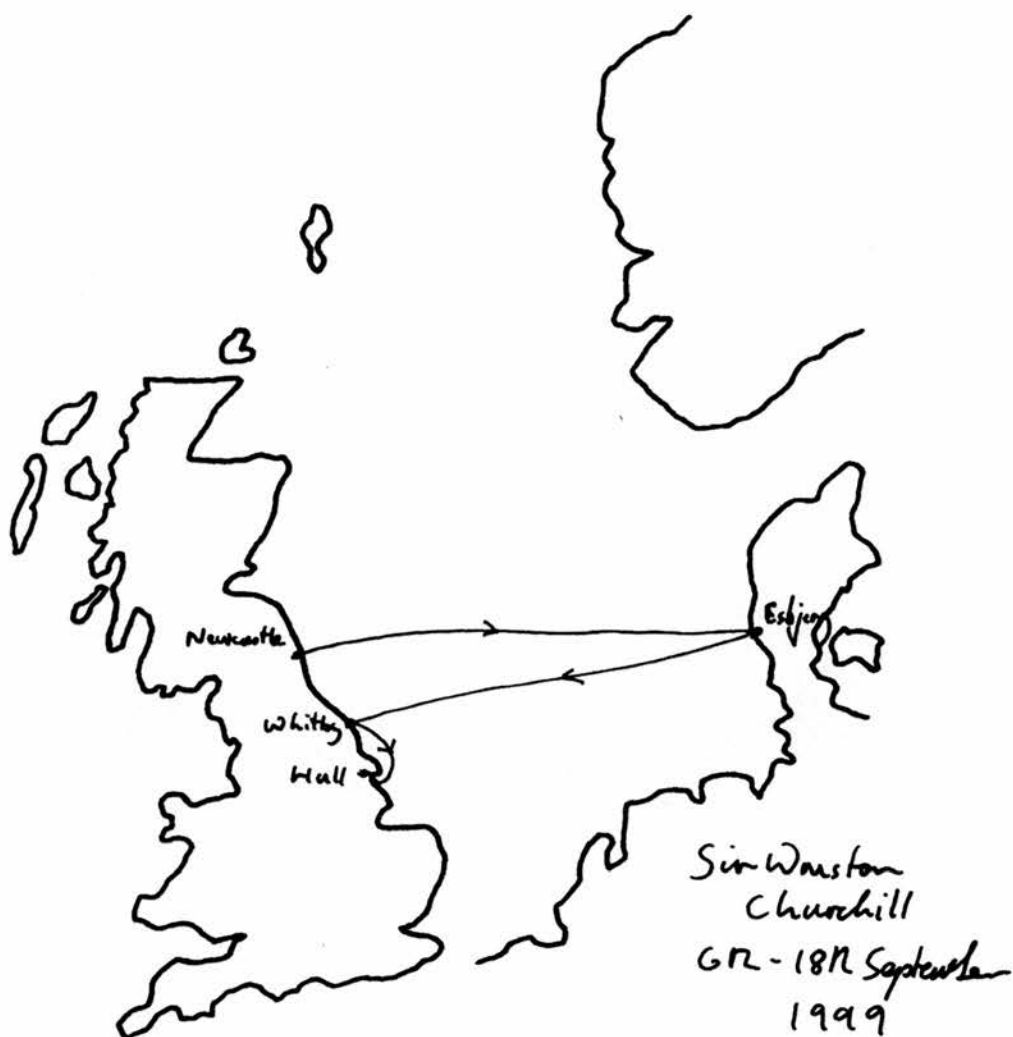 Newcastle
Esbjerg
Whitby
Hull
Sir Winston
Churchill
6th - 18th September
1999